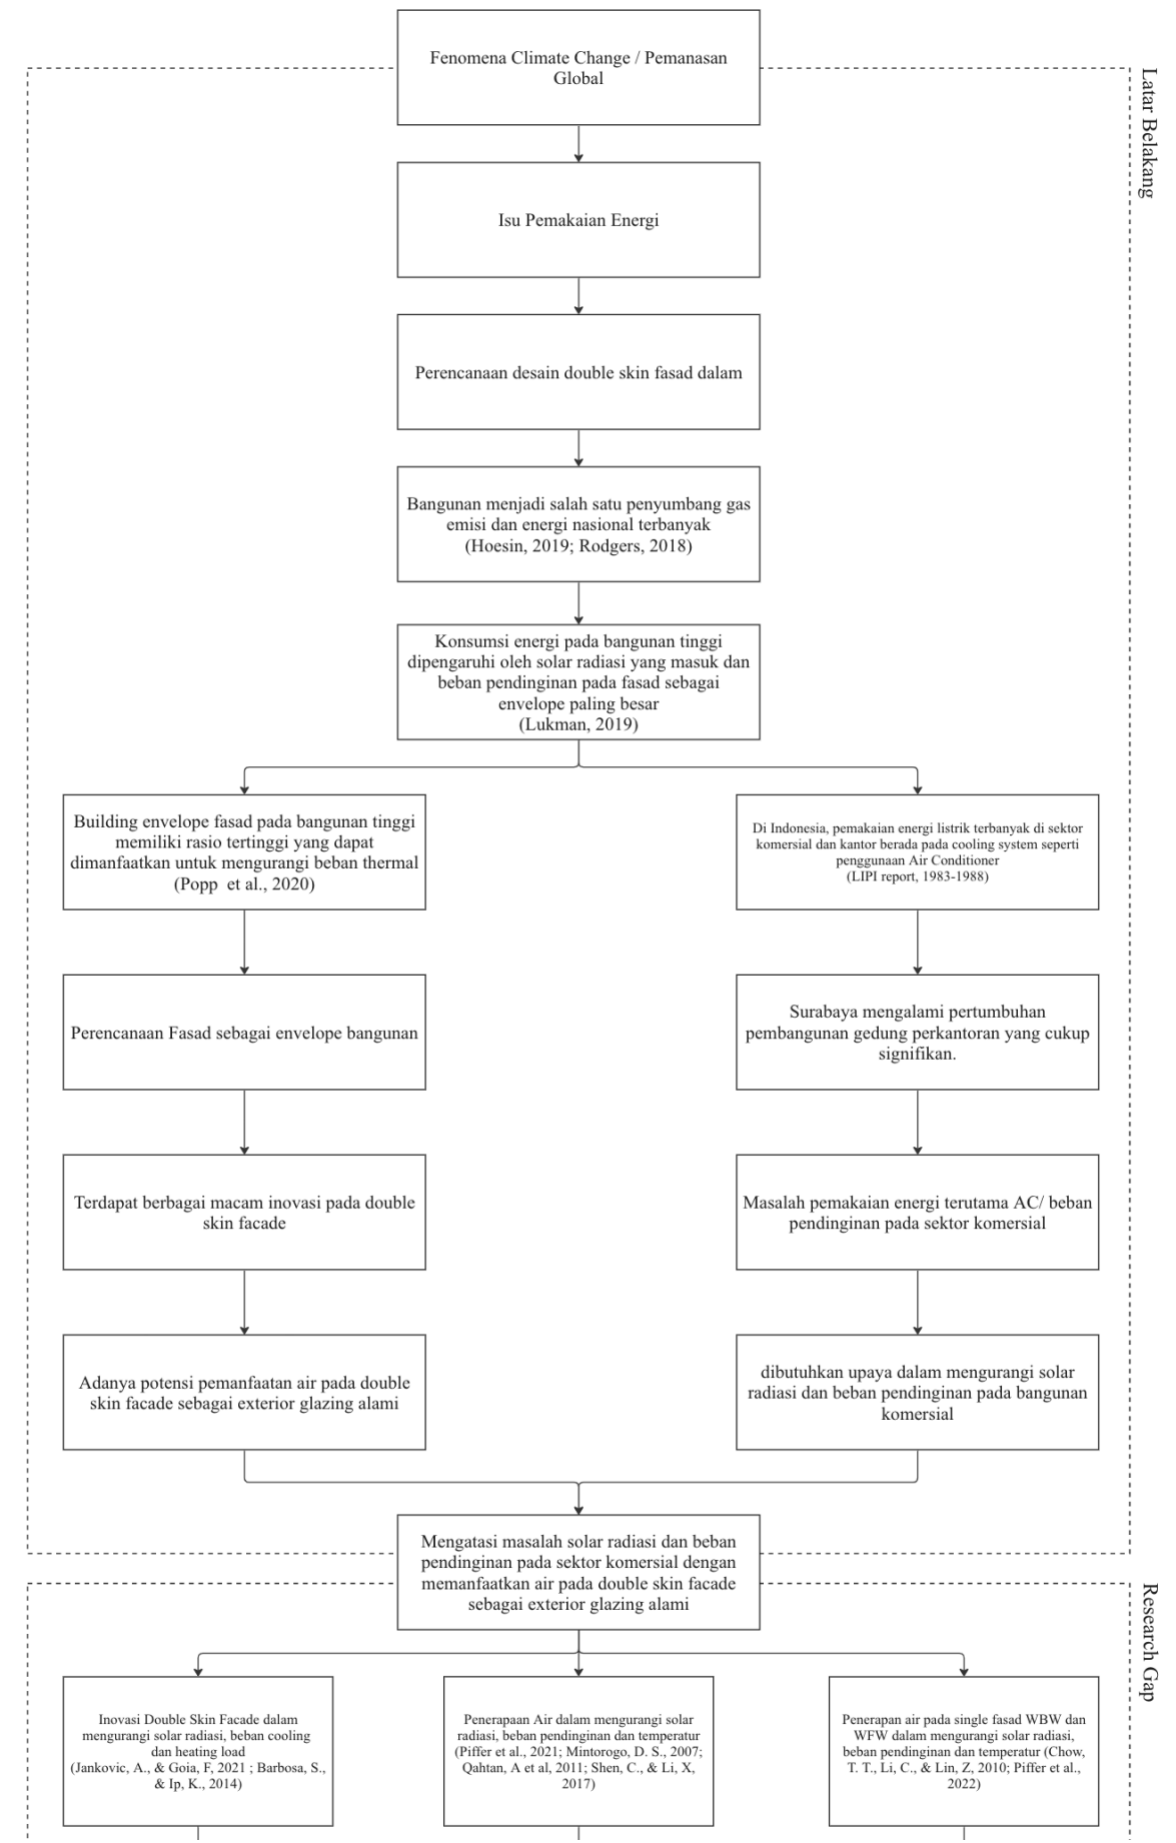 Fenomena Climate Change / Pemanasan
Global
Latar Belakang
Isu Pemakaian Energi
Perencanaan desain double skin fasad dalam
Bangunan menjadi salah satu penyumbang gas
emisi dan energi nasional terbanyak
(Hoesin, 2019; Rodgers, 2018)
Konsumsi energi pada bangunan tinggi
dipengaruhi oleh solar radiasi yang masuk dan
beban pendinginan pada fasad sebagai
envelope paling besar
(Lukman, 2019)
Building envelope fasad pada bangunan tinggi
memiliki rasio tertinggi yang dapat
dimanfaatkan untuk mengurangi beban thermal
(Popp et al., 2020)
Di Indonesia, pemakaian energi listrik terbanyak di sektor
komersial dan kantor berada pada cooling system seperti
penggunaan Air Conditioner
(LIPI report, 1983-1988)
Perencanaan Fasad sebagai envelope bangunan
Surabaya mengalami pertumbuhan
pembangunan gedung perkantoran yang cukup
signifikan.
Terdapat berbagai macam inovasi pada double
skin facade
Masalah pemakaian energi terutama AC/ beban
pendinginan pada sektor komersial
Adanya potensi pemanfaatan air pada double
skin facade sebagai exterior glazing alami
dibutuhkan upaya dalam mengurangi solar
radiasi dan beban pendinginan pada bangunan
komersial
Mengatasi masalah solar radiasi dan beban
pendinginan pada sektor komersial dengan
memanfaatkan air pada double skin facade
sebagai exterior glazing alami
Research Gap
Inovasi Double Skin Facade dalam
mengurangi solar radiasi, beban cooling
dan heating load
(Jankovic, A., & Goia, F, 2021 ; Barbosa, S.,
& Ip, K., 2014)
Penerapaan Air dalam mengurangi solar
radiasi, beban pendinginan dan temperatur
(Piffer et al., 2021; Mintorogo, D. S., 2007;
Qahtan, A et al, 2011; Shen, C., & Li, X,
2017)
Penerapan air pada single fasad WBW dan
WFW dalam mengurangi solar radiasi,
beban pendinginan dan temperatur (Chow,
T. T., Li, C., & Lin, Z, 2010; Piffer et al.,
2022)